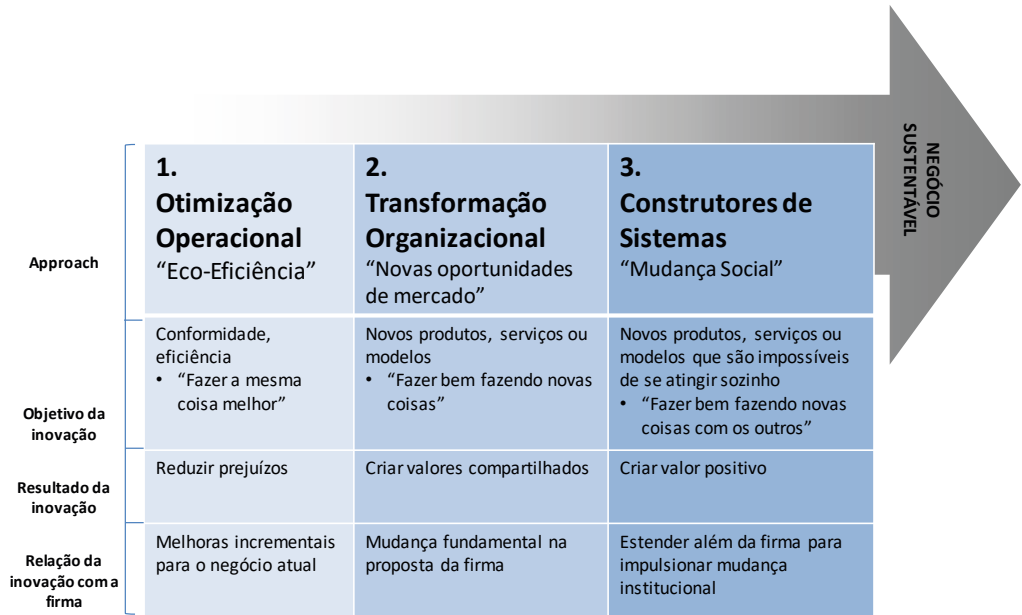 NEGÓCIO
SUSTENTÁVEL
Approach
1.
Otimização
Operacional
“Eco-Eficiência”
2.
Transformação
Organizacional
“Novas oportunidades
de mercado”
3.
Construtores de
Sistemas
“Mudança Social”
Objetivo da
inovação
Conformidade,
eficiência
• “Fazer a mesma
coisa melhor”
Novos produtos, serviços ou
modelos
• “Fazer bem fazendo novas
coisas”
Novos produtos, serviços ou
modelos que são impossíveis
de se atingir sozinho
• “Fazer bem fazendo novas
coisas com os outros”
Resultado da
inovação
Reduzir prejuízos
Criar valores compartilhados
Criar valor positivo
Relação da
inovação com a
firma
Melhoras incrementais
para o negócio atual
Mudança fundamental na
proposta da firma
Estender além da firma para
impulsionar mudança
institucional